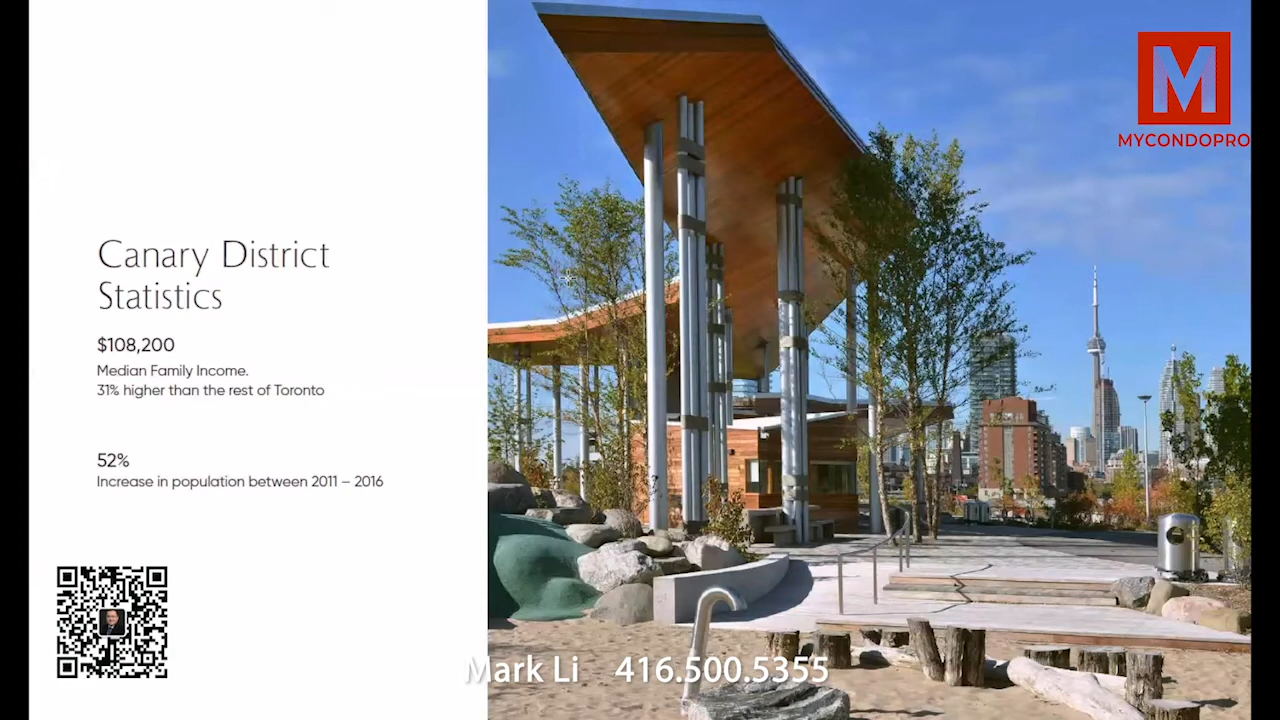 Canary District
Statistics
$108,200
Median Family Income.
31% higher than the rest of Toronto
52%
Increase in population between 2011 – 2016
M
MYCONDOPRO
Mark Li 416.500.5355